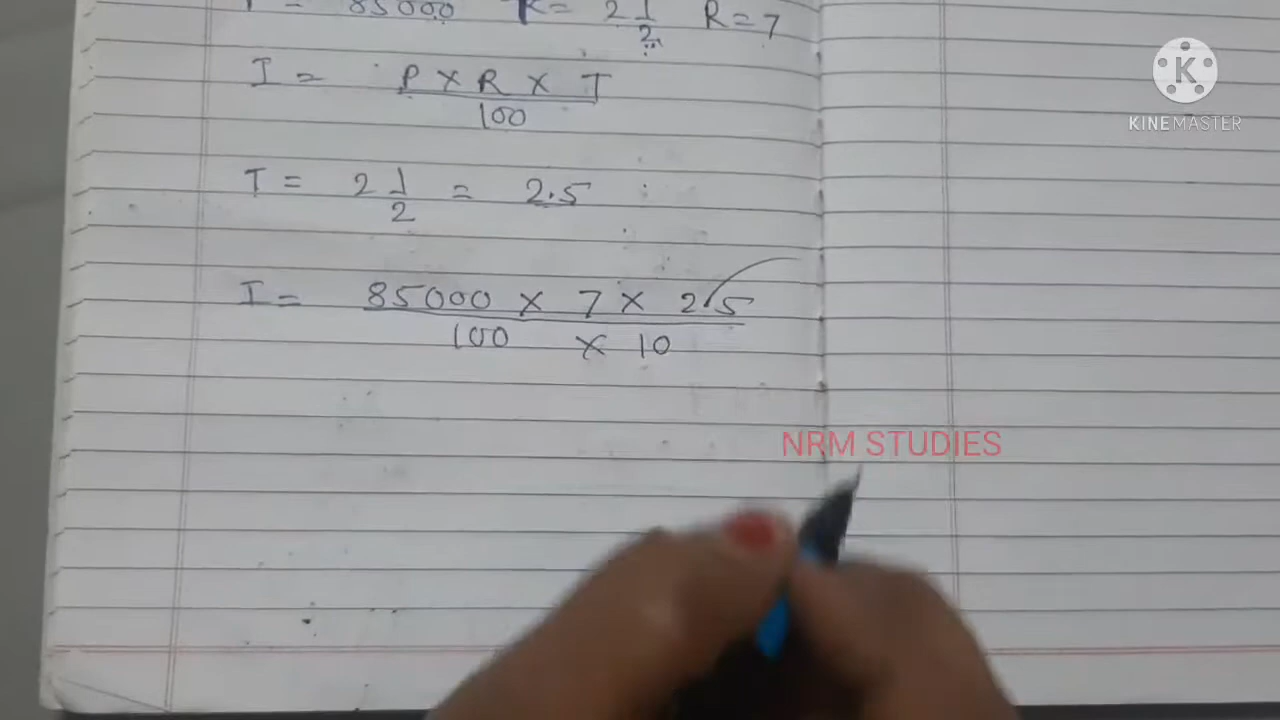 P = 85000 R = 2 1/2 R = 7
I = P X R X T
100
T = 2 1/2 = 2.5
I = 85000 X 7 X 2.5
100 X 10
K
KINEMASTER
NRM STUDIES